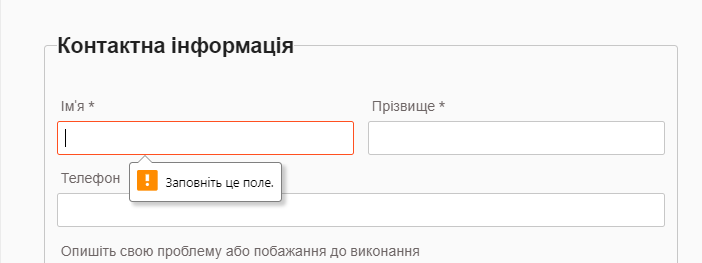 Контактна інформація
Ім'я *
Прізвище *
Заповніть це поле.
Телефон
Опишіть свою проблему або побажання до виконання